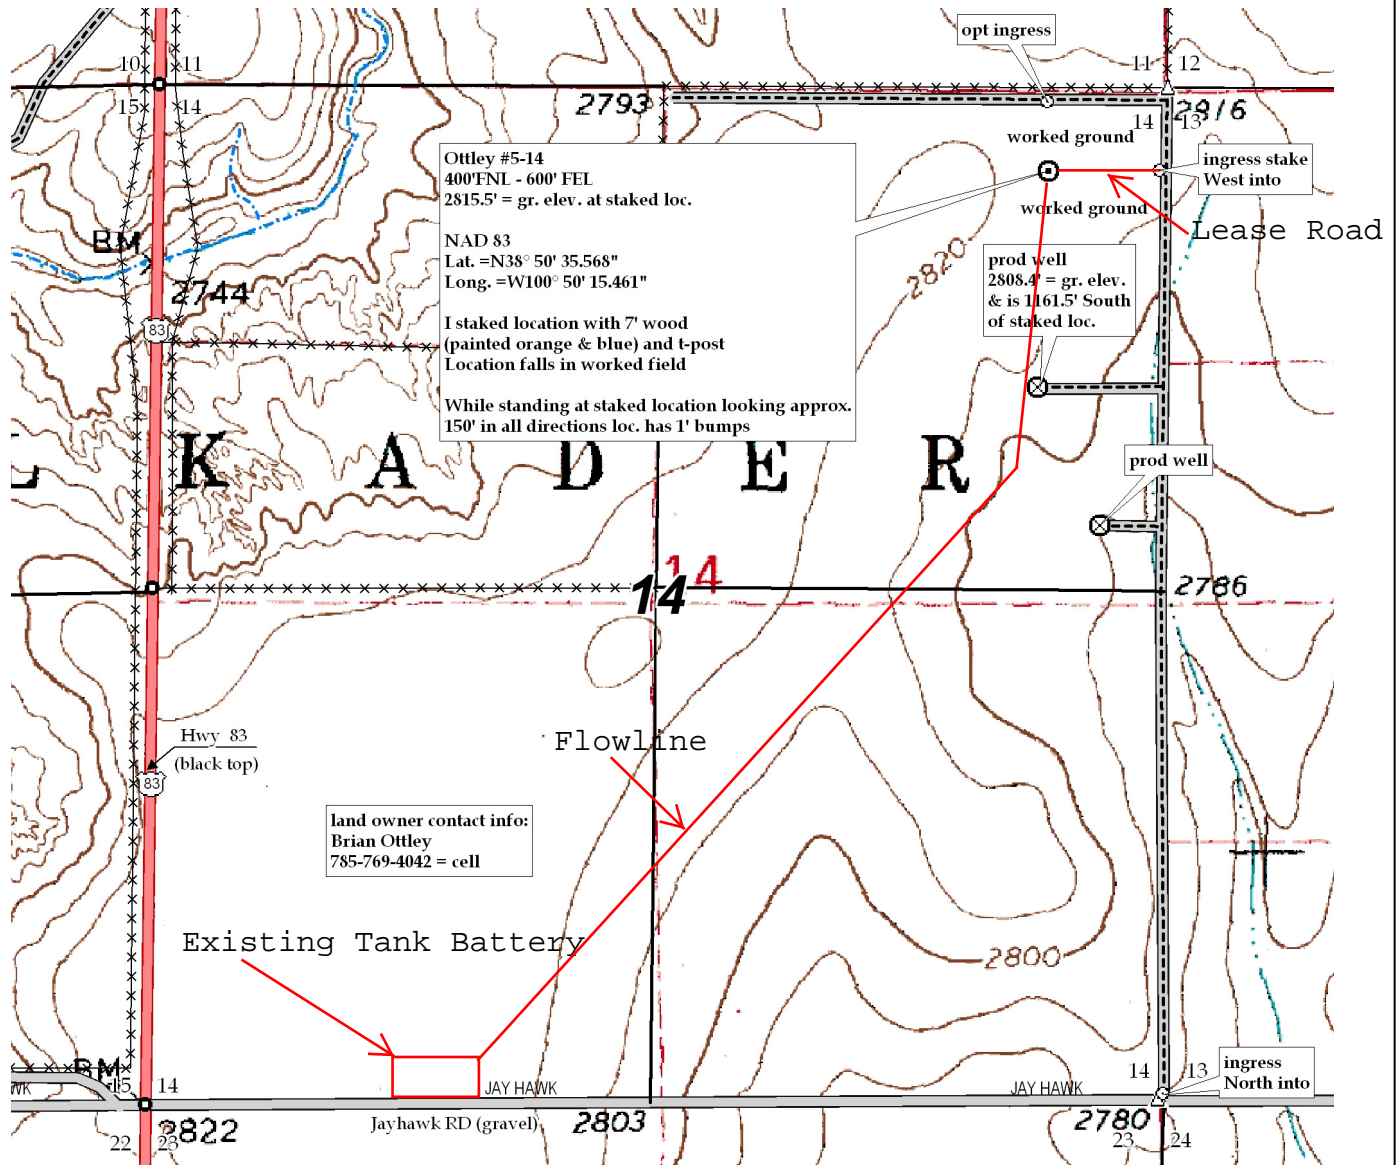 opt ingress
10
11
11
12
15
14
2793
14
13
2816
worked ground
Ottley #5-14
400'FNL - 600' FEL
2815.5' = gr. elev. at staked loc.
NAD 83
Lat. =N38° 50' 35.568"
Long. =W100° 50' 15.461"
I staked location with 7' wood
(painted orange & blue) and t-post
Location falls in worked field
While standing at staked location looking approx.
150' in all directions loc. has 1' bumps
ingress stake
West into
worked ground
Lease Road
BM
2744
83
2820
prod well
2808.4' = gr. elev.
& is 1161.5' South
of staked loc.
L K A D E R
prod well
14
14
2786
Hwy 83
(black top)
83
Flowline
land owner contact info:
Brian Ottley
785-769-4042 = cell
Existing Tank Battery
2800
BM
WK
15
14
JAY HAWK
JAY HAWK
14
13
ingress
North into
Jayhawk RD (gravel)
2803
2780
22
23
2822
23
24